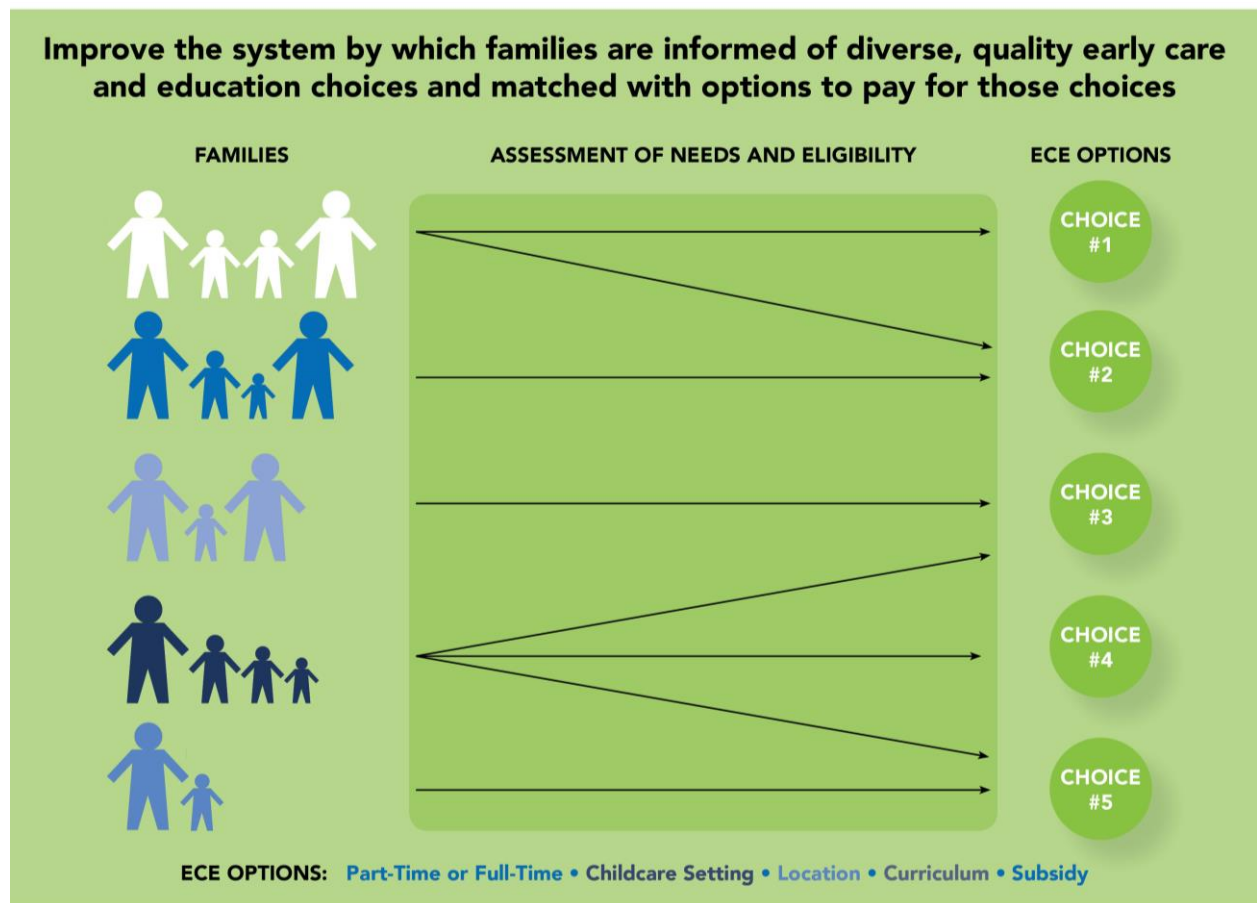 Improve the system by which families are informed of diverse, quality early care
and education choices and matched with options to pay for those choices
FAMILIES
ASSESSMENT OF NEEDS AND ELIGIBILITY
ECE OPTIONS
CHOICE
#1
CHOICE
#2
CHOICE
#3
CHOICE
#4
CHOICE
#5
ECE OPTIONS: Part-Time or Full-Time • Childcare Setting • Location • Curriculum • Subsidy